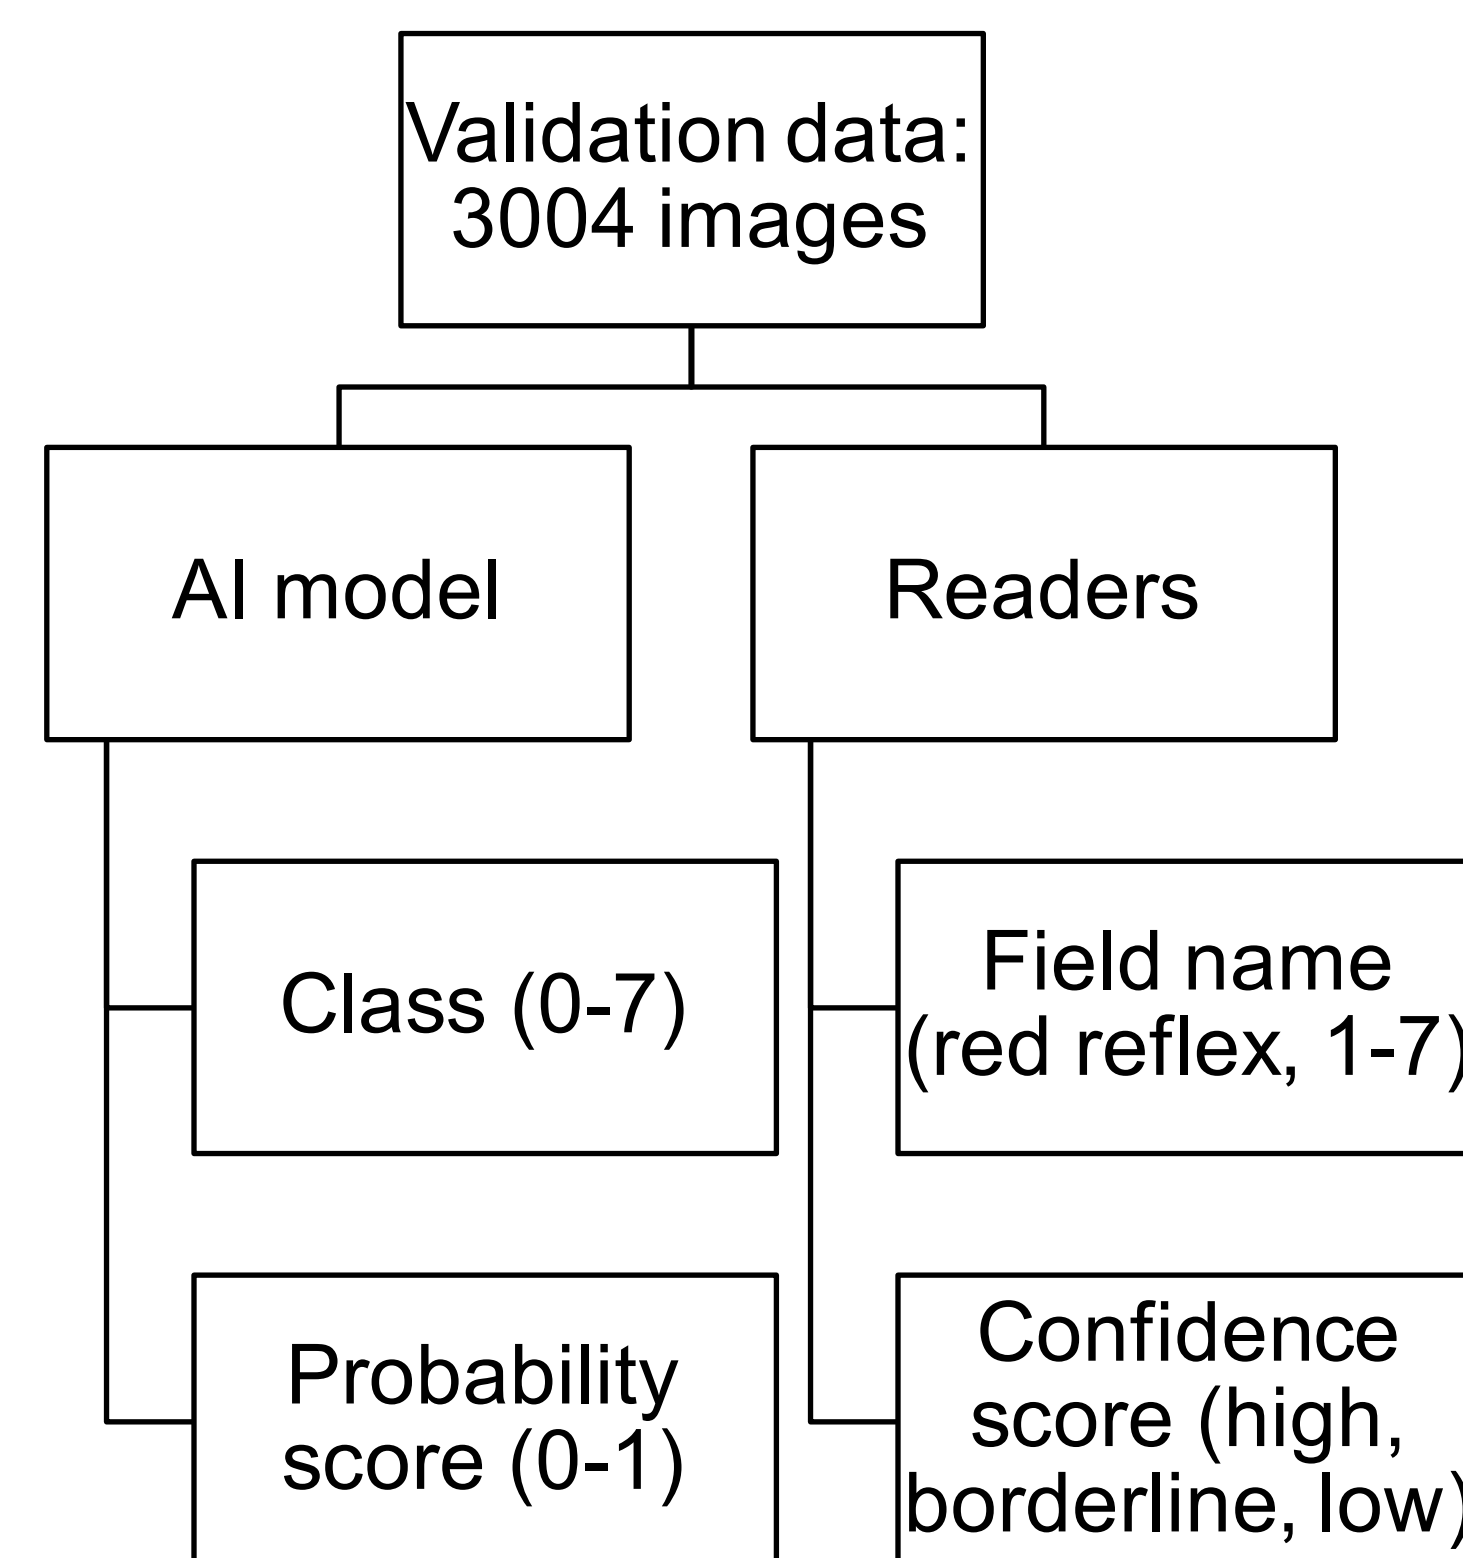 Validation data:
3004 images
AI model
Readers
Class (0-7)
Field name
(red reflex, 1-7)
Probability
score (0-1)
Confidence
score (high,
borderline, low)